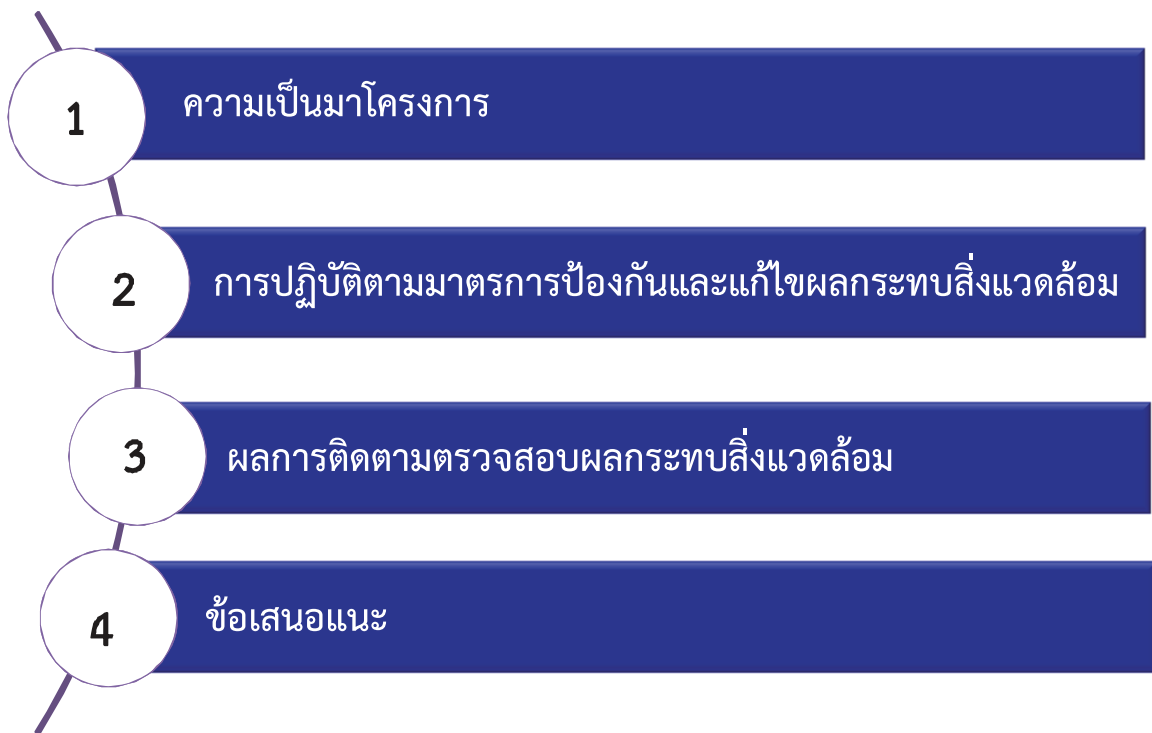 1
ความเป็นมาโครงการ
2
การปฏิบัติตามมาตรการป้องกันและแก้ไขผลกระทบสิ่งแวดล้อม
3
ผลการติดตามตรวจสอบผลกระทบสิ่งแวดล้อม
4
ข้อเสนอแนะ